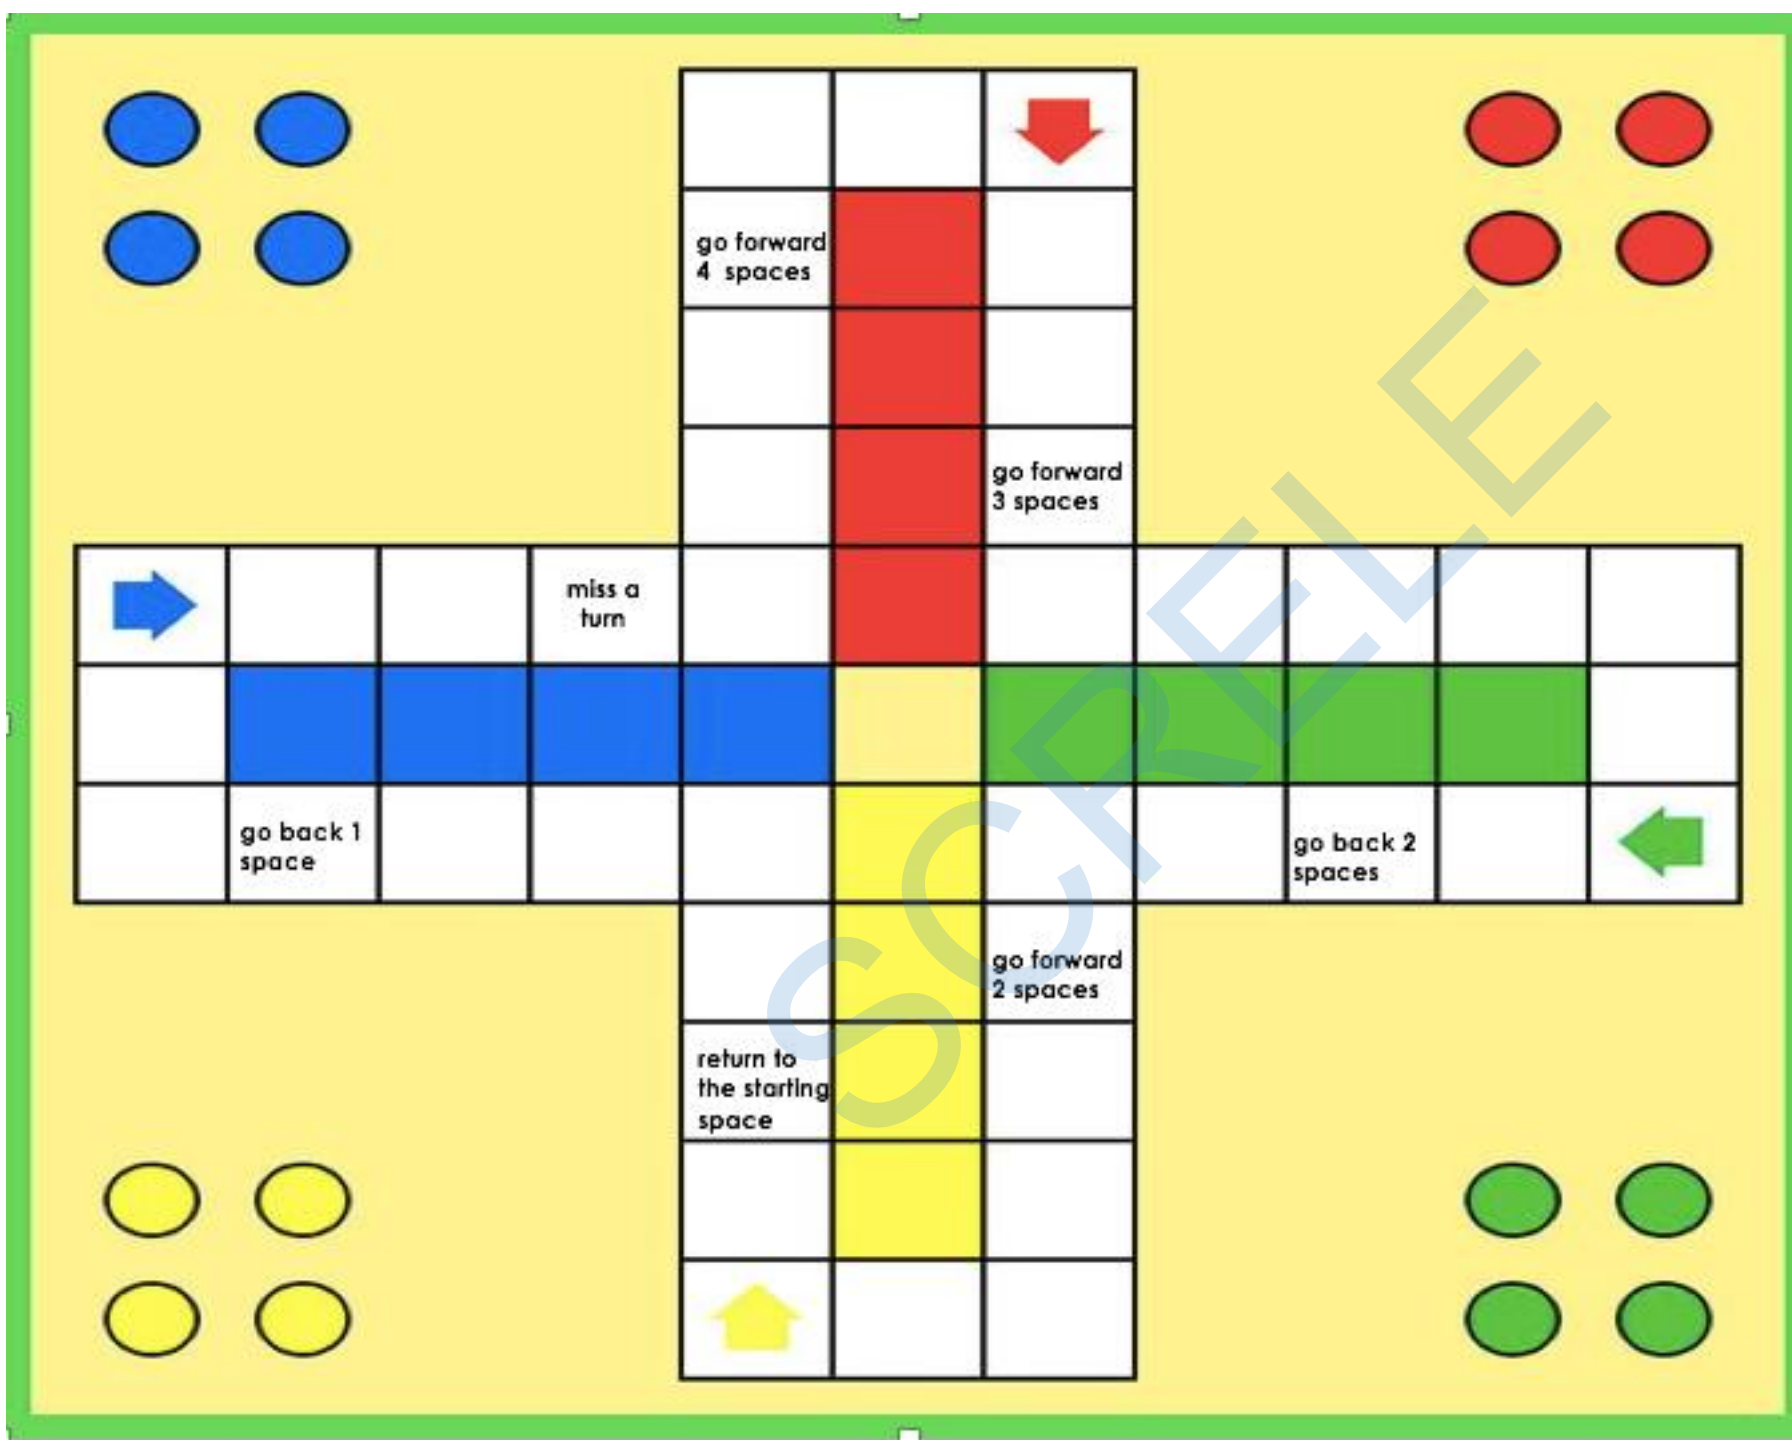 go forward
4 spaces
go forward
3 spaces
miss a
turn
go back 1
space
go back 2
spaces
go forward
2 spaces
return to
the starting
space
SCRELE